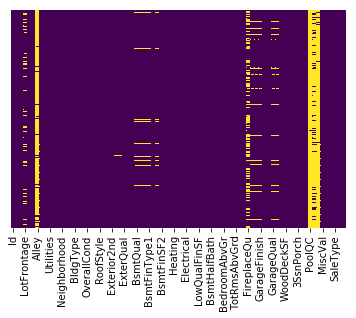 Id
LotFrontage
Alley
Utilities
Neighborhood
BldgType
OverallCond
RoofStyle
Exterior2nd
ExterQual
BsmtQual
BsmtFinType1
BsmtFinSF2
Heating
Electrical
LowQualFinSF
BsmtHalfBath
BedroomAbvGr
TotRmsAbvGrd
FireplaceQu
GarageFinish
GarageQual
WoodDeckSF
3SsnPorch
PoolQC
MiscVal
SaleType